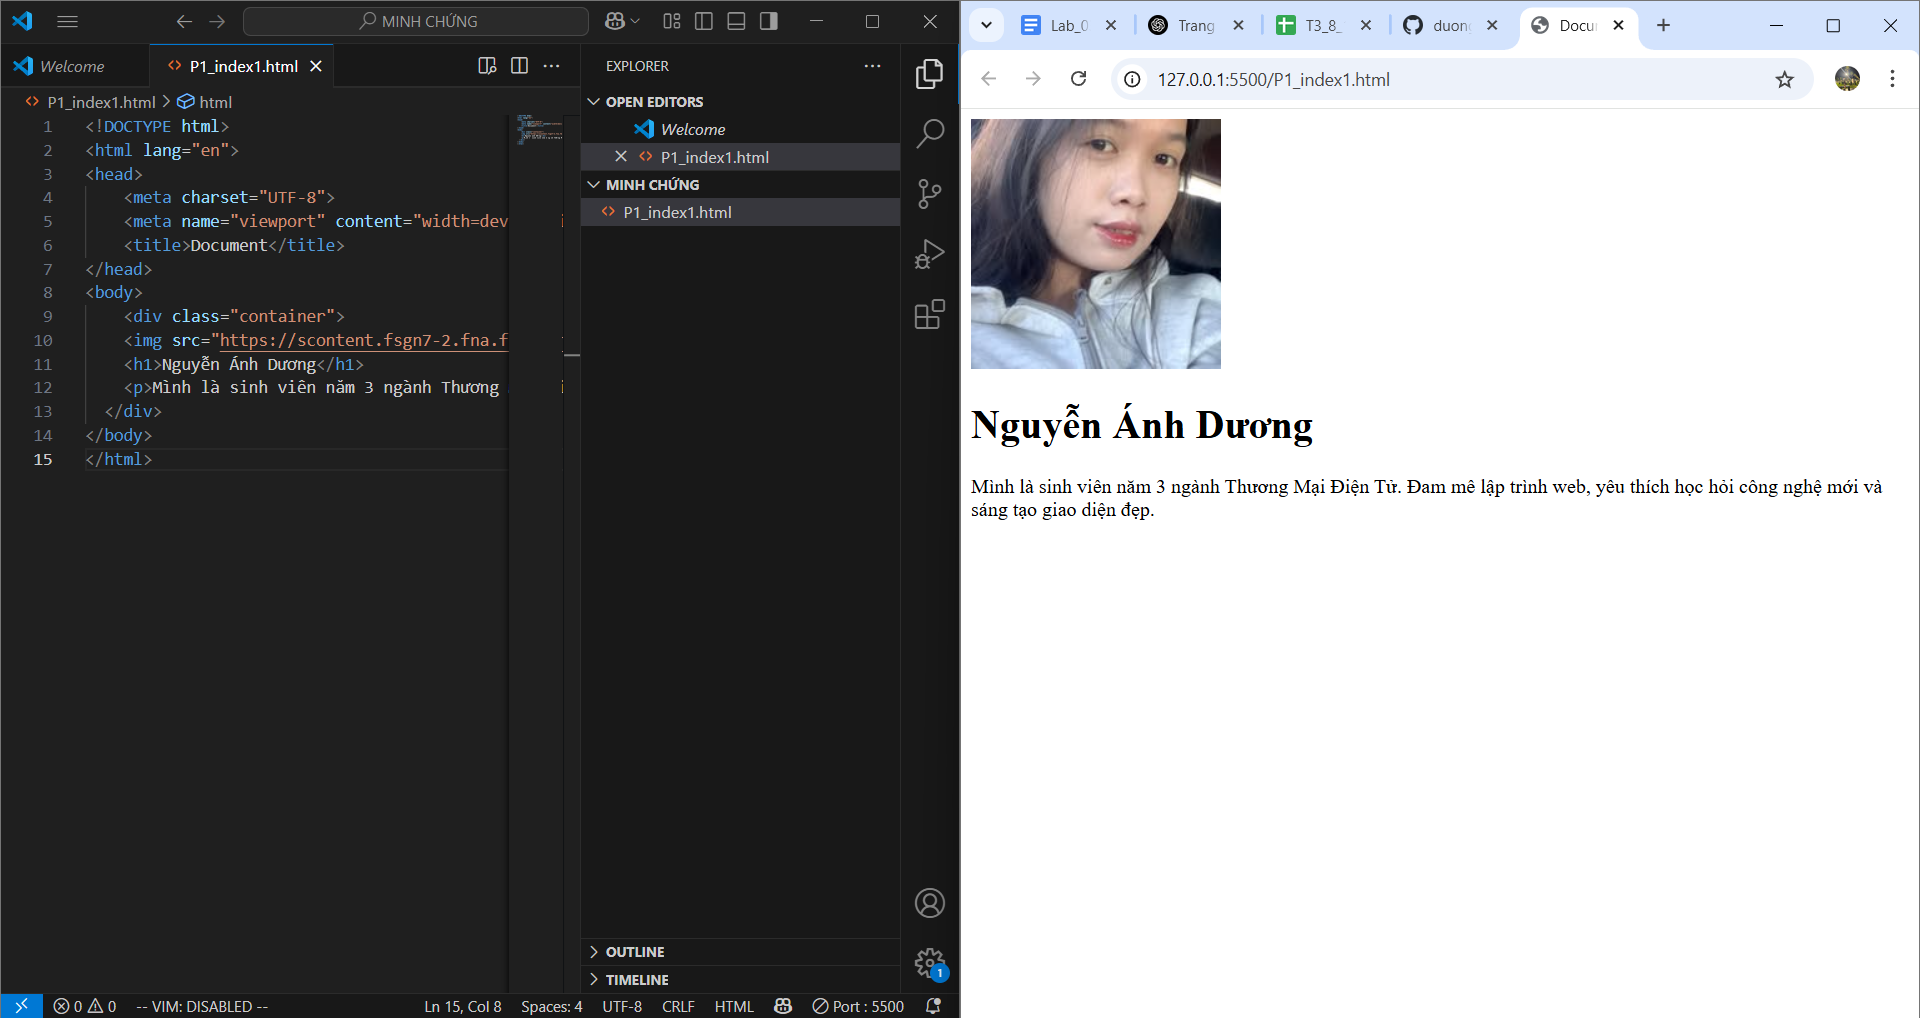 MINH CHỨNG
Welcome
P1_index1.html
P1_index1.html > html
1 <!DOCTYPE html>
2 <html lang="en">
3 <head>
4 <meta charset="UTF-8">
5 <meta name="viewport" content="width=dev
6 <title>Document</title>
7 </head>
8 <body>
9 <div class="container">
10 <img src="https://scontent.fsgn7-2.fna.f
11 <h1>Nguyễn Ánh Dương</h1>
12 <p>Mình là sinh viên năm 3 ngành Thương
13 </div>
14 </body>
15 </html>
EXPLORER
OPEN EDITORS
Welcome
P1_index1.html
MINH CHỨNG
P1_index1.html
OUTLINE
TIMELINE
1
0 0 -- VIM: DISABLED -- Ln 15, Col 8 Spaces: 4 UTF-8 CRLF HTML Port : 5500
Lab_0 Trang T3_8_ duong Docu
127.0.0.1:5500/P1_index1.html
Nguyễn Ánh Dương
Mình là sinh viên năm 3 ngành Thương Mại Điện Tử. Đam mê lập trình web, yêu thích học hỏi công nghệ mới và
sáng tạo giao diện đẹp.